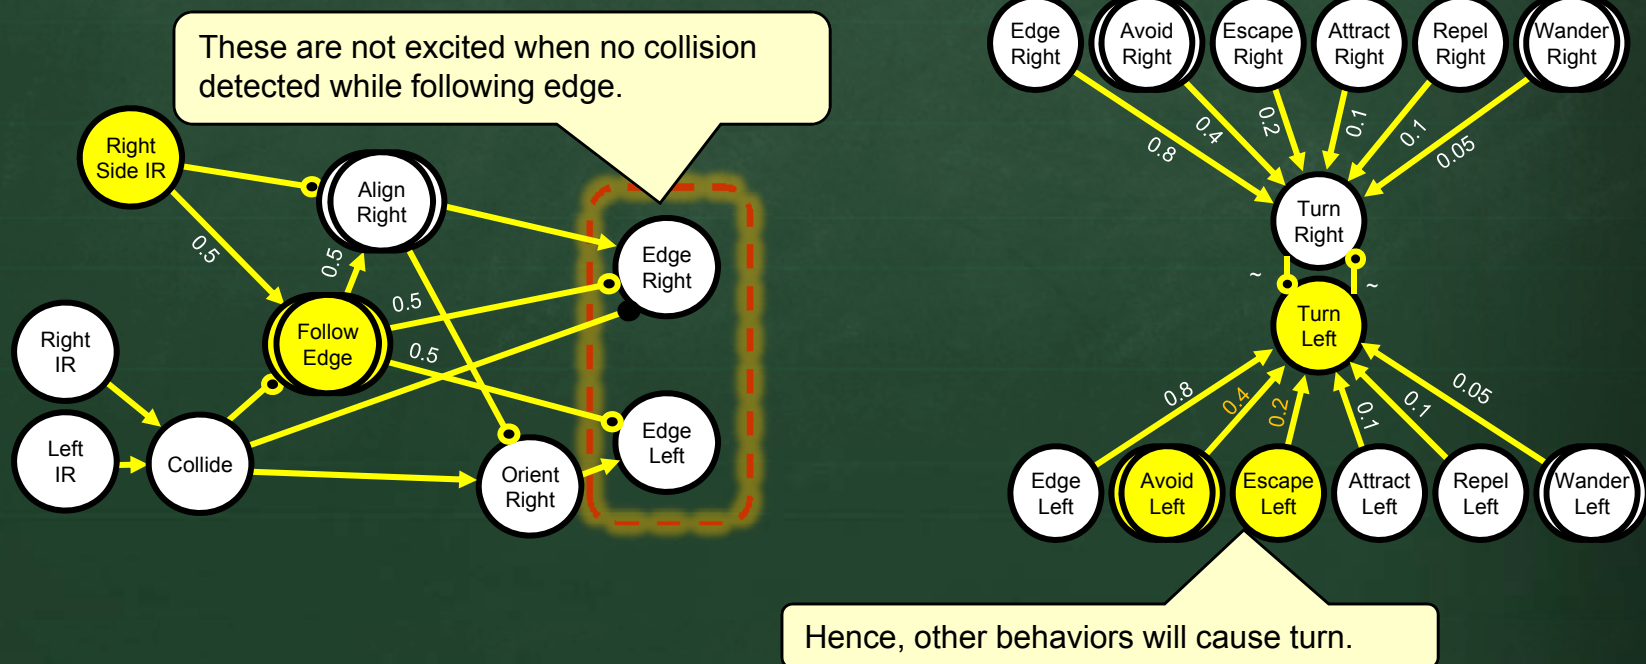 These are not excited when no collision
detected while following edge.
Right
Side IR
Align
Right
0.5
0.5
Edge
Right
Follow
Edge
0.5
0.5
Right
IR
Left
IR
Collide
Orient
Right
Edge
Left
Edge
Right
Avoid
Right
Escape
Right
Attract
Right
Repel
Right
Wander
Right
0.8
0.4
0.2
0.1
0.1
0.05
Turn
Right
~
~
Turn
Left
0.8
0.4
0.2
0.1
0.1
0.05
Edge
Left
Avoid
Left
Escape
Left
Attract
Left
Repel
Left
Wander
Left
Hence, other behaviors will cause turn.